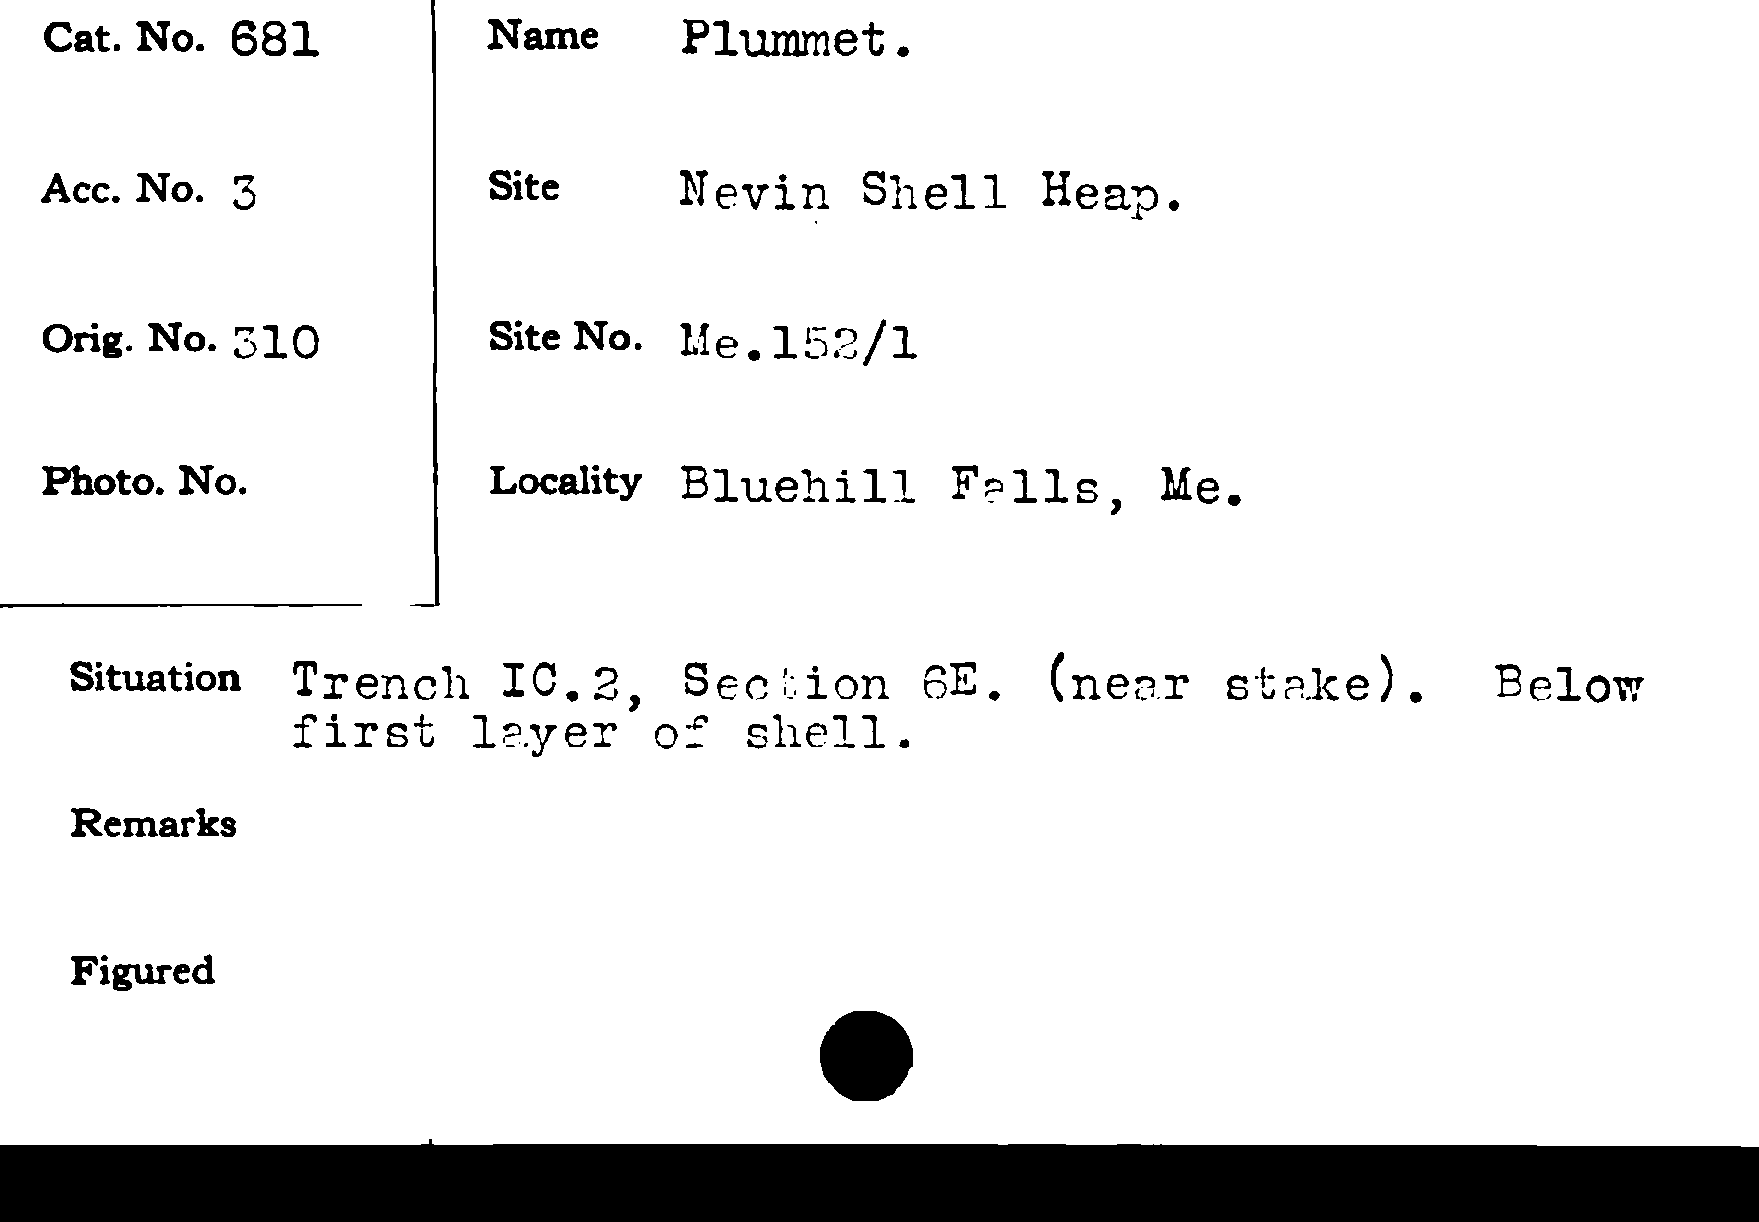 Cat. No. 681
Name Plummet.
Acc. No. 3
Site Nevin Shell Heap.
Orig. No. 310
Site No. Me.152/1
Photo. No.
Locality Bluehill Falls, Me.
Situation Trench IC.2, Section 6E. (near stake). Below
first layer of shell.
Remarks
Figured